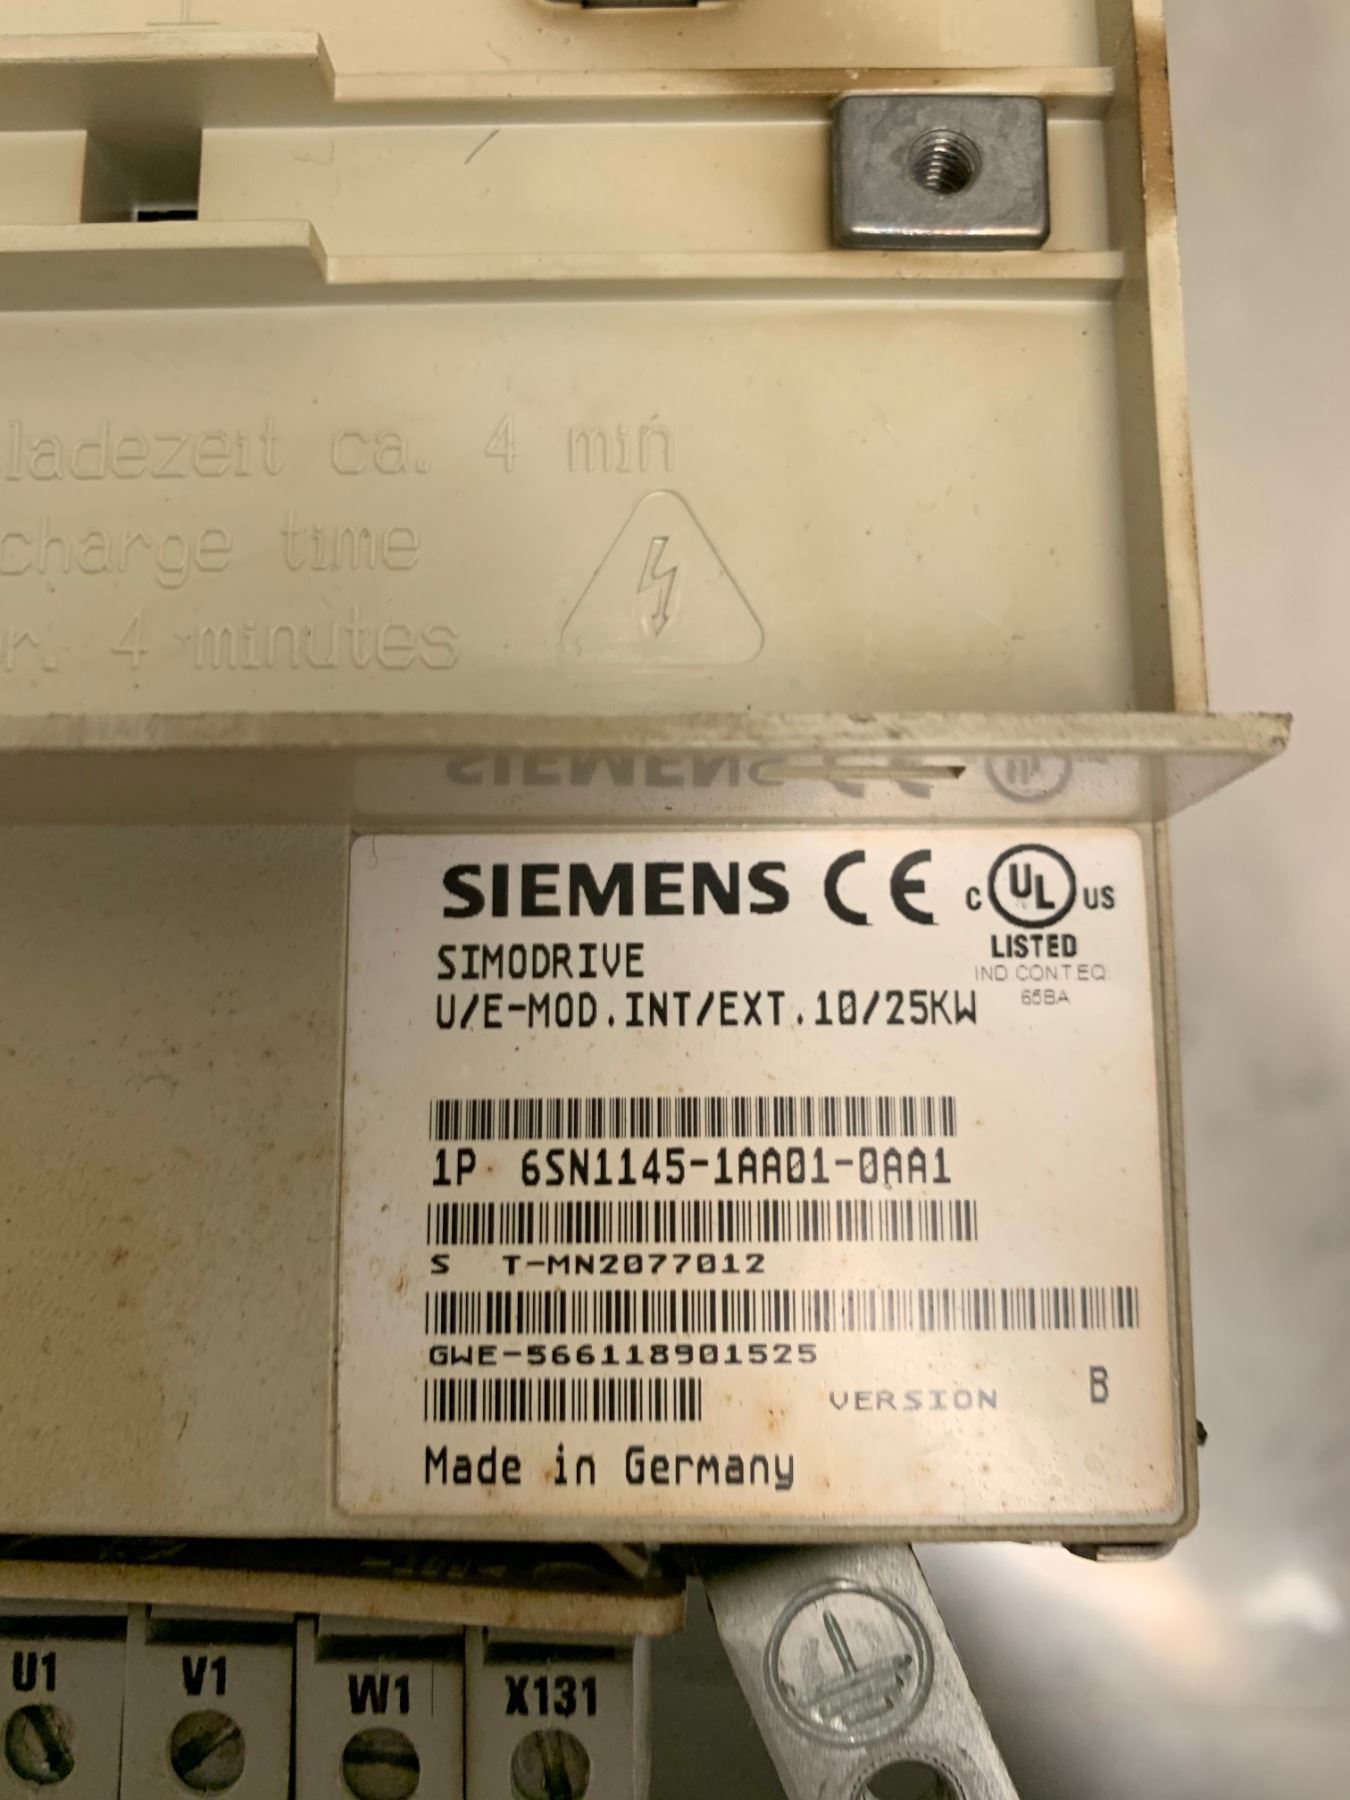 ladezeit ca. 4 min
charge time
r. 4 minutes
SIEMENS CE C UL US
LISTED
IND.CONT.EQ.
65BA
SIMODRIVE
U/E-MOD.INT/EXT.10/25KW
1P 6SN1145-1AA01-0AA1
S T-MN2077012
GWE-566118901525
VERSION B
Made in Germany
U1 V1 W1 X131